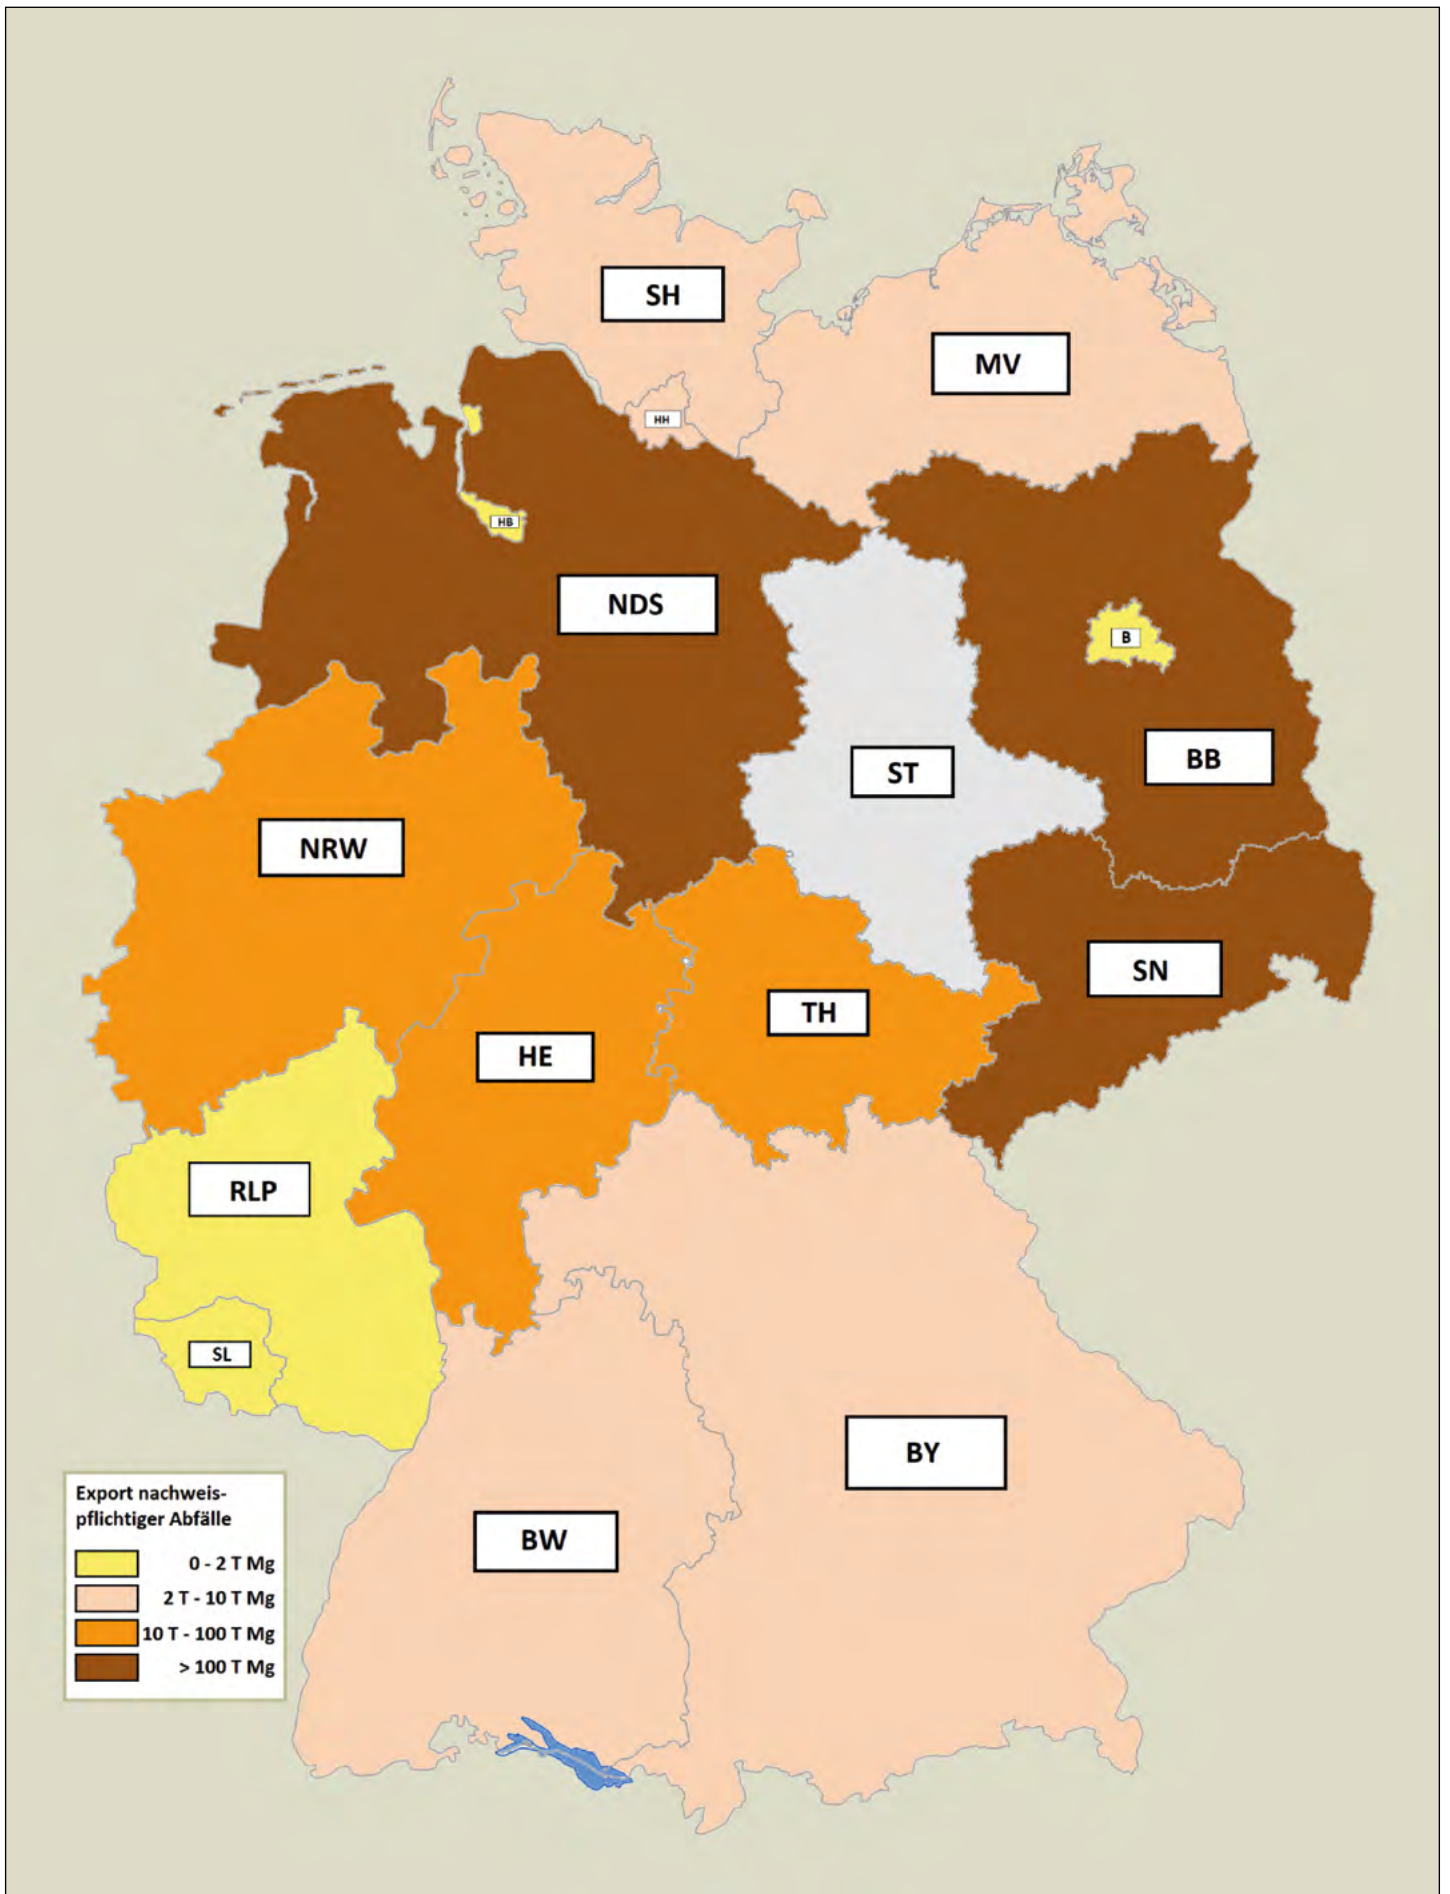 SH
MV
HH
HB
NDS
B
BB
ST
NRW
SN
TH
HE
RLP
SL
BY
BW
Export nachweis-
pflichtiger Abfälle
0 - 2 T Mg
2 T - 10 T Mg
10 T - 100 T Mg
> 100 T Mg